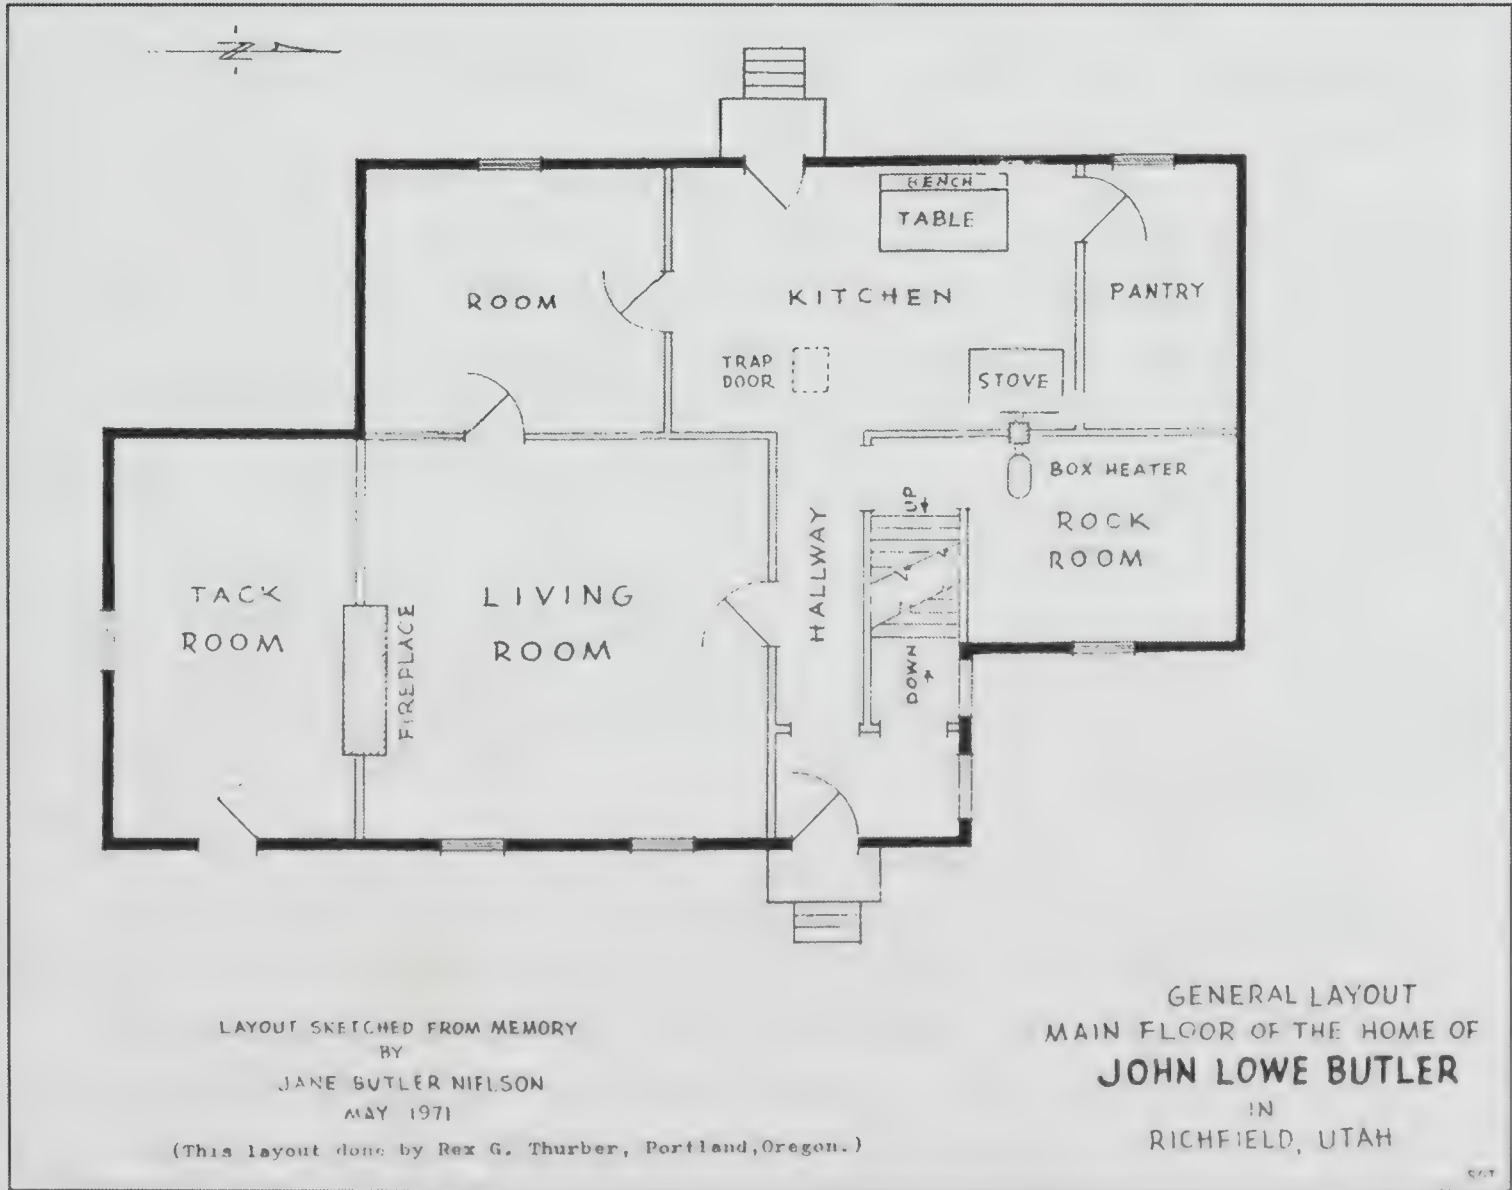 N
BENCH
TABLE
ROOM
KITCHEN
PANTRY
TRAP
DOOR
STOVE
BOX HEATER
ROCK
ROOM
UP
HALLWAY
DOWN
TACK
ROOM
FIREPLACE
LIVING
ROOM
LAYOUT SKETCHED FROM MEMORY
BY
JANE BUTLER NIELSON
MAY 1971
(This layout done by Rex G. Thurber, Portland,Oregon.)
GENERAL LAYOUT
MAIN FLOOR OF THE HOME OF
JOHN LOWE BUTLER
IN
RICHFIELD, UTAH